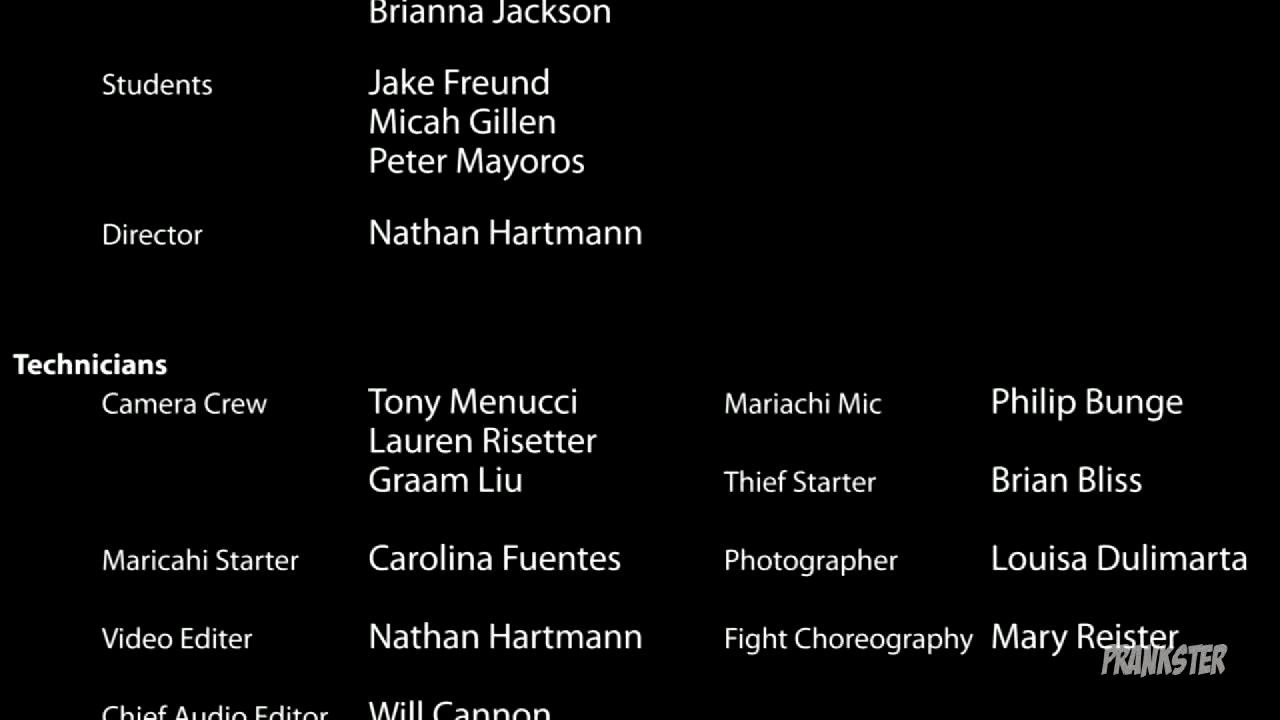 Brianna Jackson
Students Jake Freund
Micah Gillen
Peter Mayoros
Director Nathan Hartmann
Technicians
Camera Crew Tony Menucci Mariachi Mic Philip Bunge
Lauren Risetter
Graam Liu Thief Starter Brian Bliss
Maricahi Starter Carolina Fuentes Photographer Louisa Dulimarta
Video Editer Nathan Hartmann Fight Choreography Mary Reister
PRANKSTER
Chief Audio Editor Will Cannon